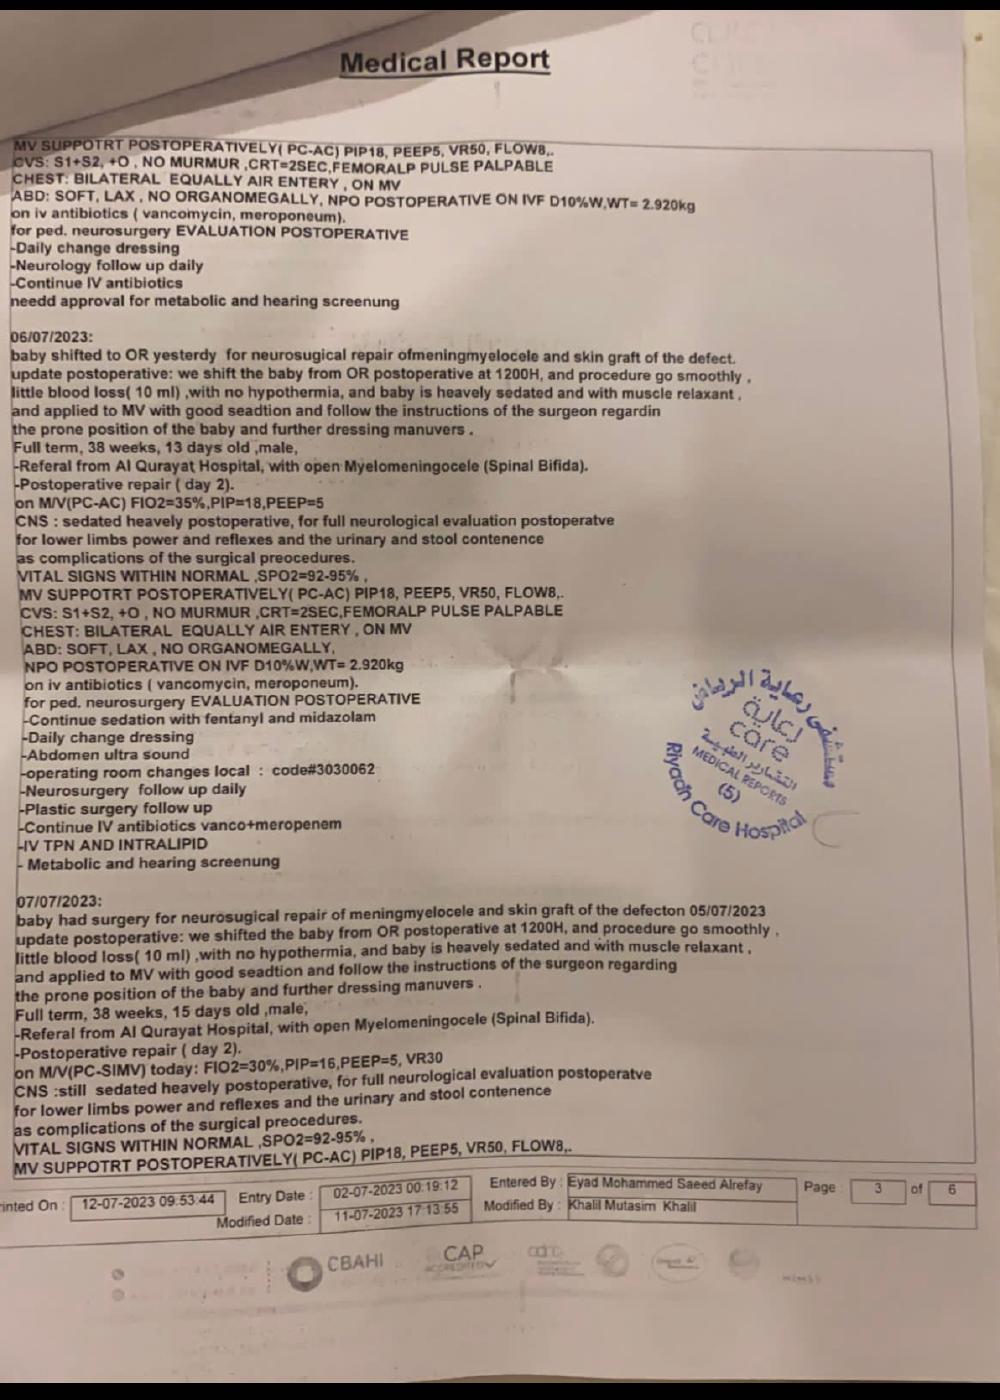 Medical Report
MV SUPPOTRT POSTOPERATIVELY( PC-AC) PIP18, PEEP5, VR50, FLOW8,.
CVS: S1+S2, +O , NO MURMUR ,CRT=2SEC,FEMORALP PULSE PALPABLE
CHEST: BILATERAL EQUALLY AIR ENTERY , ON MV
ABD: SOFT, LAX , NO ORGANOMEGALLY, NPO POSTOPERATIVE ON IVF D10%W,WT= 2.920kg
on iv antibiotics ( vancomycin, meroponeum).
for ped. neurosurgery EVALUATION POSTOPERATIVE
-Daily change dressing
-Neurology follow up daily
-Continue IV antibiotics
needd approval for metabolic and hearing screenung
06/07/2023:
baby shifted to OR yesterdy for neurosugical repair ofmeningmyelocele and skin graft of the defect.
update postoperative: we shift the baby from OR postoperative at 1200H, and procedure go smoothly ,
little blood loss( 10 ml) ,with no hypothermia, and baby is heavely sedated and with muscle relaxant ,
and applied to MV with good seadtion and follow the instructions of the surgeon regardin
the prone position of the baby and further dressing manuvers .
Full term, 38 weeks, 13 days old ,male,
-Referal from Al Qurayat Hospital, with open Myelomeningocele (Spinal Bifida).
-Postoperative repair ( day 2).
on M/V(PC-AC) FIO2=35%,PIP=18,PEEP=5
CNS : sedated heavely postoperative, for full neurological evaluation postoperatve
for lower limbs power and reflexes and the urinary and stool contenence
as complications of the surgical preocedures.
VITAL SIGNS WITHIN NORMAL ,SPO2=92-95% ,
MV SUPPOTRT POSTOPERATIVELY( PC-AC) PIP18, PEEP5, VR50, FLOW8,.
CVS: S1+S2, +O , NO MURMUR ,CRT=2SEC,FEMORALP PULSE PALPABLE
CHEST: BILATERAL EQUALLY AIR ENTERY , ON MV
ABD: SOFT, LAX , NO ORGANOMEGALLY,
NPO POSTOPERATIVE ON IVF D10%W,WT= 2.920kg
on iv antibiotics ( vancomycin, meroponeum).
for ped. neurosurgery EVALUATION POSTOPERATIVE
-Continue sedation with fentanyl and midazolam
-Daily change dressing
-Abdomen ultra sound
-operating room changes local : code#3030062
-Neurosurgery follow up daily
-Plastic surgery follow up
-Continue IV antibiotics vanco+meropenem
-IV TPN AND INTRALIPID
- Metabolic and hearing screenung
مستشفى رعاية الرياض
رعاية
care
التقارير الطبية
MEDICAL REPORTS
(5)
Riyadh Care Hospital
07/07/2023:
baby had surgery for neurosugical repair of meningmyelocele and skin graft of the defecton 05/07/2023
update postoperative: we shifted the baby from OR postoperative at 1200H, and procedure go smoothly ,
little blood loss( 10 ml) ,with no hypothermia, and baby is heavely sedated and with muscle relaxant ,
and applied to MV with good seadtion and follow the instructions of the surgeon regarding
the prone position of the baby and further dressing manuvers .
Full term, 38 weeks, 15 days old ,male,
-Referal from Al Qurayat Hospital, with open Myelomeningocele (Spinal Bifida).
-Postoperative repair ( day 2).
on M/V(PC-SIMV) today: FIO2=30%,PIP=16,PEEP=5, VR30
CNS :still sedated heavely postoperative, for full neurological evaluation postoperatve
for lower limbs power and reflexes and the urinary and stool contenence
as complications of the surgical preocedures.
VITAL SIGNS WITHIN NORMAL ,SPO2=92-95% ,
MV SUPPOTRT POSTOPERATIVELY( PC-AC) PIP18, PEEP5, VR50, FLOW8,.
inted On : 12-07-2023 09:53:44 Entry Date : 02-07-2023 00:19:12 Entered By : Eyad Mohammed Saeed Alrefay Page : 3 of 6
Modified Date : 11-07-2023 17:13:55 Modified By : Khalil Mutasim Khalil
CBAHI
CAP
ACCREDITED